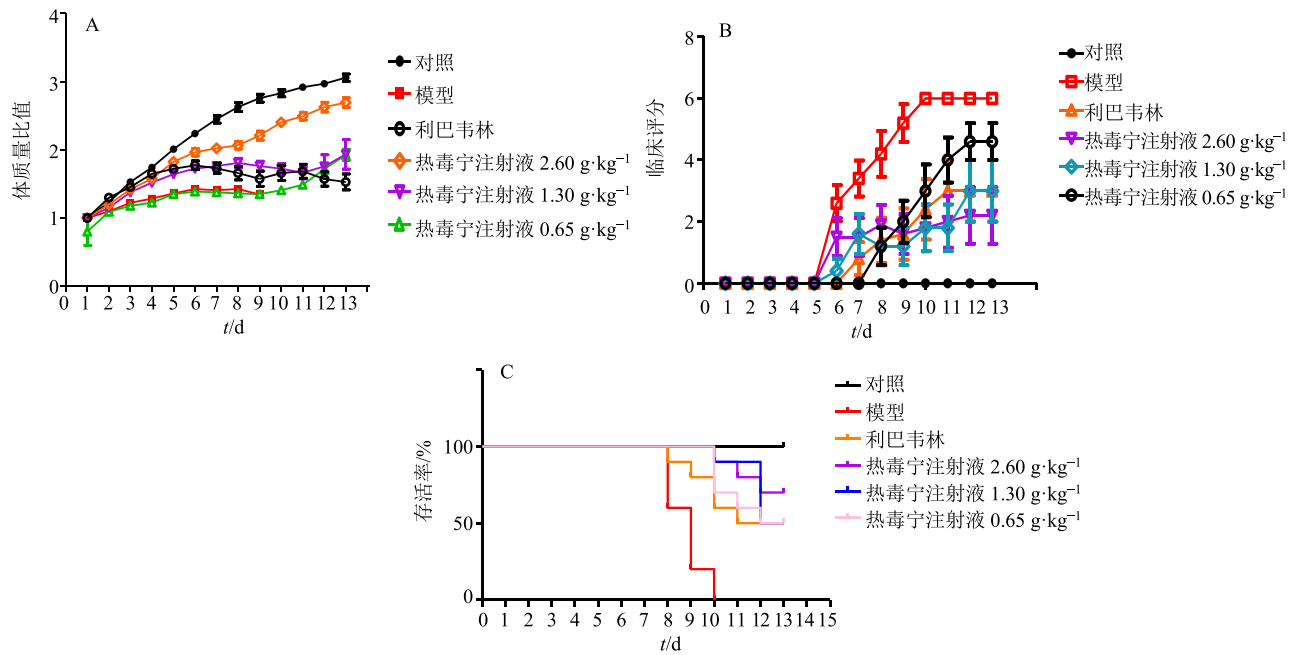 A
4
3
2
1
0
体质量比值
0 1 2 3 4 5 6 7 8 9 10 11 12 13
t/d
对照
模型
利巴韦林
热毒宁注射液 2.60 g·kg⁻¹
热毒宁注射液 1.30 g·kg⁻¹
热毒宁注射液 0.65 g·kg⁻¹
B
8
6
4
2
0
临床评分
0 1 2 3 4 5 6 7 8 9 10 11 12 13
t/d
对照
模型
利巴韦林
热毒宁注射液 2.60 g·kg⁻¹
热毒宁注射液 1.30 g·kg⁻¹
热毒宁注射液 0.65 g·kg⁻¹
C
100
50
0
存活率/%
0 1 2 3 4 5 6 7 8 9 10 11 12 13 14 15
t/d
对照
模型
利巴韦林
热毒宁注射液 2.60 g·kg⁻¹
热毒宁注射液 1.30 g·kg⁻¹
热毒宁注射液 0.65 g·kg⁻¹